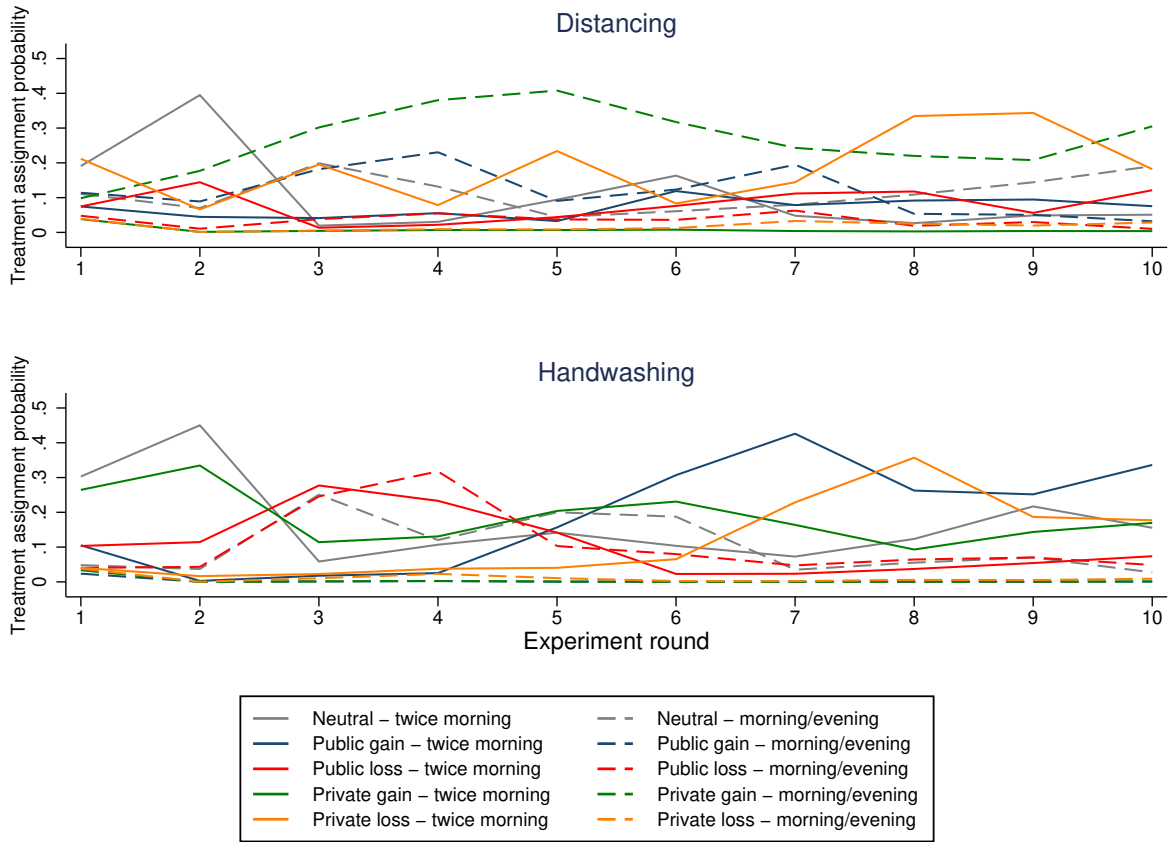 Distancing
Treatment assignment probability
.5
.4
.3
.2
.1
0
1 2 3 4 5 6 7 8 9 10
Handwashing
Treatment assignment probability
.5
.4
.3
.2
.1
0
1 2 3 4 5 6 7 8 9 10
Experiment round
Neutral − twice morning Neutral − morning/evening
Public gain − twice morning Public gain − morning/evening
Public loss − twice morning Public loss − morning/evening
Private gain − twice morning Private gain − morning/evening
Private loss − twice morning Private loss − morning/evening